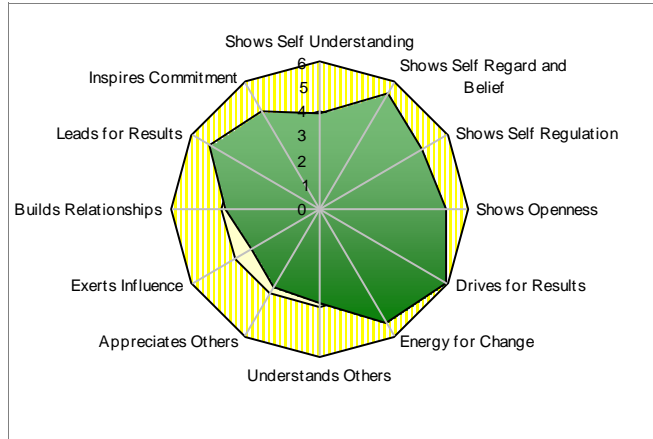 Shows Self Understanding
Shows Self Regard and
Belief
Shows Self Regulation
Shows Openness
Drives for Results
Energy for Change
Understands Others
Appreciates Others
Exerts Influence
Builds Relationships
Leads for Results
Inspires Commitment
6
5
4
3
2
1
0